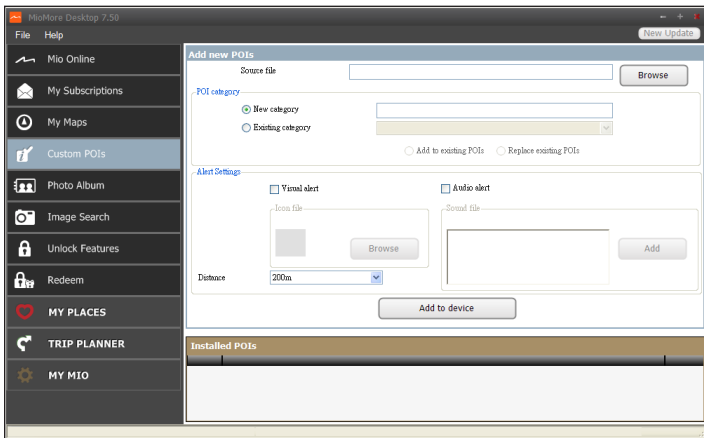 MioMore Desktop 7.50
File Help New Update
Mio Online
My Subscriptions
My Maps
Custom POIs
Photo Album
Image Search
Unlock Features
Redeem
MY PLACES
TRIP PLANNER
MY MIO
Add new POIs
Source file Browse
POI category
New category
Existing category
Add to existing POIs Replace existing POIs
Alert Settings
Visual alert Audio alert
Icon file Sound file
Browse Add
Distance 200m
Add to device
Installed POIs